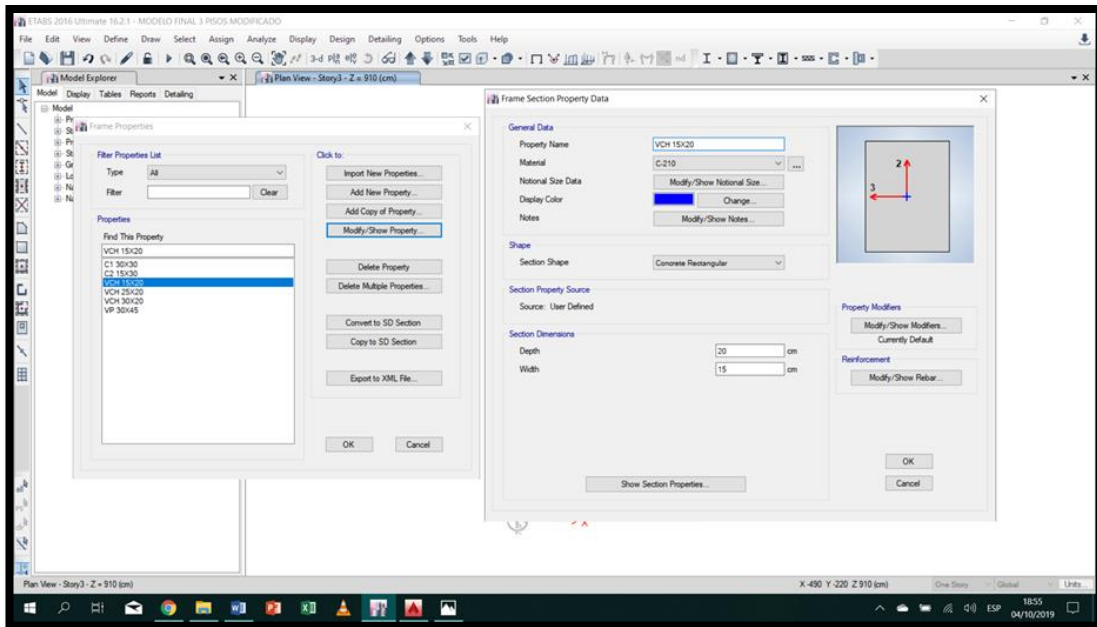 ETABS 2016 Ultimate 16.2.1 - MODELO FINAL 3 PISOS MODIFICADO
File Edit View Define Draw Select Assign Analyze Display Design Detailing Options Tools Help
Model Explorer
Plan View - Story3 - Z = 910 (cm)
Model Display Tables Reports Detailing
Model
Frame Properties
Filter Properties List
Type All
Filter
Clear
Properties
Find This Property
VCH 15X20
C1 30X30
C2 15X30
VCH 15X20
VCH 25X20
VCH 30X20
VP 30X45
Click to:
Import New Properties...
Add New Property...
Add Copy of Property...
Modify/Show Property...
Delete Property
Delete Multiple Properties...
Convert to SD Section
Copy to SD Section
Export to XML File...
OK Cancel
Frame Section Property Data
General Data
Property Name VCH 15X20
Material C-210 ...
Notional Size Data Modify/Show Notional Size...
Display Color Change...
Notes Modify/Show Notes...
Shape
Section Shape Concrete Rectangular
Section Property Source
Source: User Defined
Section Dimensions
Depth 20 cm
Width 15 cm
Show Section Properties...
2
3
Property Modifiers
Modify/Show Modifiers...
Currently Default
Reinforcement
Modify/Show Rebar...
OK
Cancel
Plan View - Story3 - Z = 910 (cm)
X -490 Y -220 Z 910 (cm)
One Story Global Units...
ESP
18:55
04/10/2019